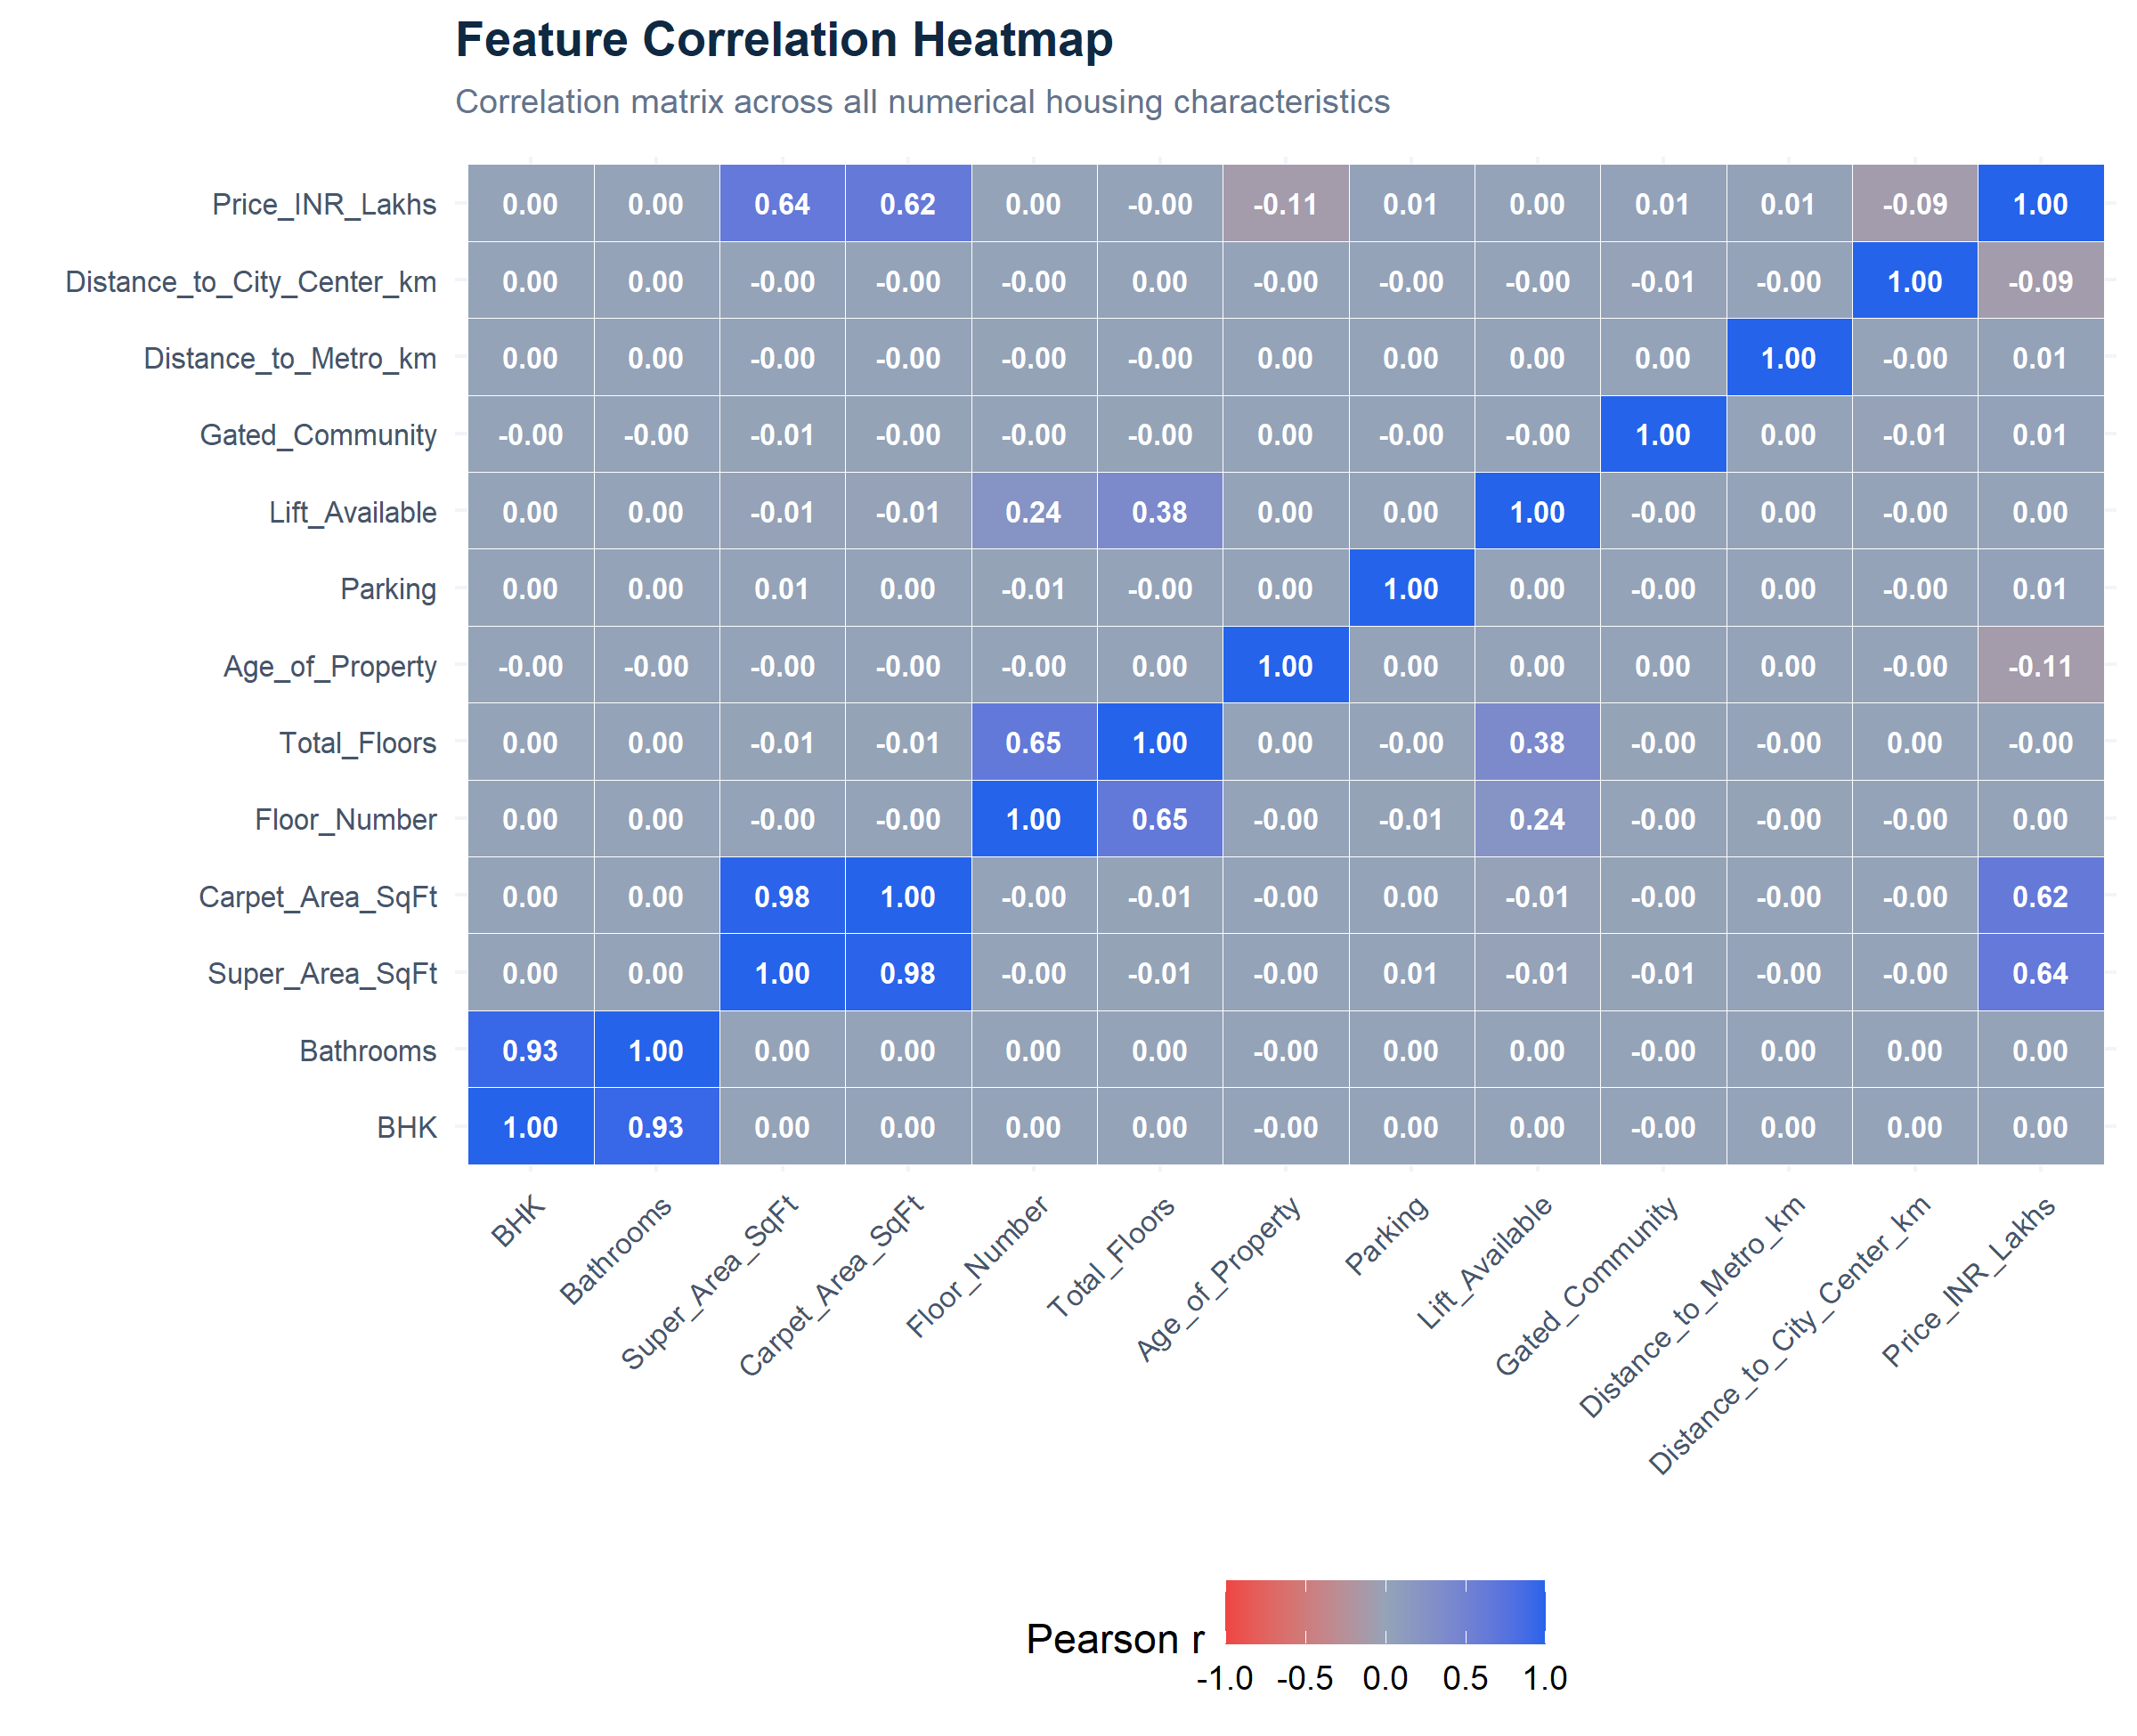 Feature Correlation Heatmap
Correlation matrix across all numerical housing characteristics
Price_INR_Lakhs 0.00 0.00 0.64 0.62 0.00 -0.00 -0.11 0.01 0.00 0.01 0.01 -0.09 1.00
Distance_to_City_Center_km 0.00 0.00 -0.00 -0.00 -0.00 0.00 -0.00 -0.00 -0.00 -0.01 -0.00 1.00 -0.09
Distance_to_Metro_km 0.00 0.00 -0.00 -0.00 -0.00 -0.00 0.00 0.00 0.00 0.00 1.00 -0.00 0.01
Gated_Community -0.00 -0.00 -0.01 -0.00 -0.00 -0.00 0.00 -0.00 -0.00 1.00 0.00 -0.01 0.01
Lift_Available 0.00 0.00 -0.01 -0.01 0.24 0.38 0.00 0.00 1.00 -0.00 0.00 -0.00 0.00
Parking 0.00 0.00 0.01 0.00 -0.01 -0.00 0.00 1.00 0.00 -0.00 0.00 -0.00 0.01
Age_of_Property -0.00 -0.00 -0.00 -0.00 -0.00 0.00 1.00 0.00 0.00 0.00 0.00 -0.00 -0.11
Total_Floors 0.00 0.00 -0.01 -0.01 0.65 1.00 0.00 -0.00 0.38 -0.00 -0.00 0.00 -0.00
Floor_Number 0.00 0.00 -0.00 -0.00 1.00 0.65 -0.00 -0.01 0.24 -0.00 -0.00 -0.00 0.00
Carpet_Area_SqFt 0.00 0.00 0.98 1.00 -0.00 -0.01 -0.00 0.00 -0.01 -0.00 -0.00 -0.00 0.62
Super_Area_SqFt 0.00 0.00 1.00 0.98 -0.00 -0.01 -0.00 0.01 -0.01 -0.01 -0.00 -0.00 0.64
Bathrooms 0.93 1.00 0.00 0.00 0.00 0.00 -0.00 0.00 0.00 -0.00 0.00 0.00 0.00
BHK 1.00 0.93 0.00 0.00 0.00 0.00 -0.00 0.00 0.00 -0.00 0.00 0.00 0.00
BHK
Bathrooms
Super_Area_SqFt
Carpet_Area_SqFt
Floor_Number
Total_Floors
Age_of_Property
Parking
Lift_Available
Gated_Community
Distance_to_Metro_km
Distance_to_City_Center_km
Price_INR_Lakhs
Pearson r
-1.0 -0.5 0.0 0.5 1.0